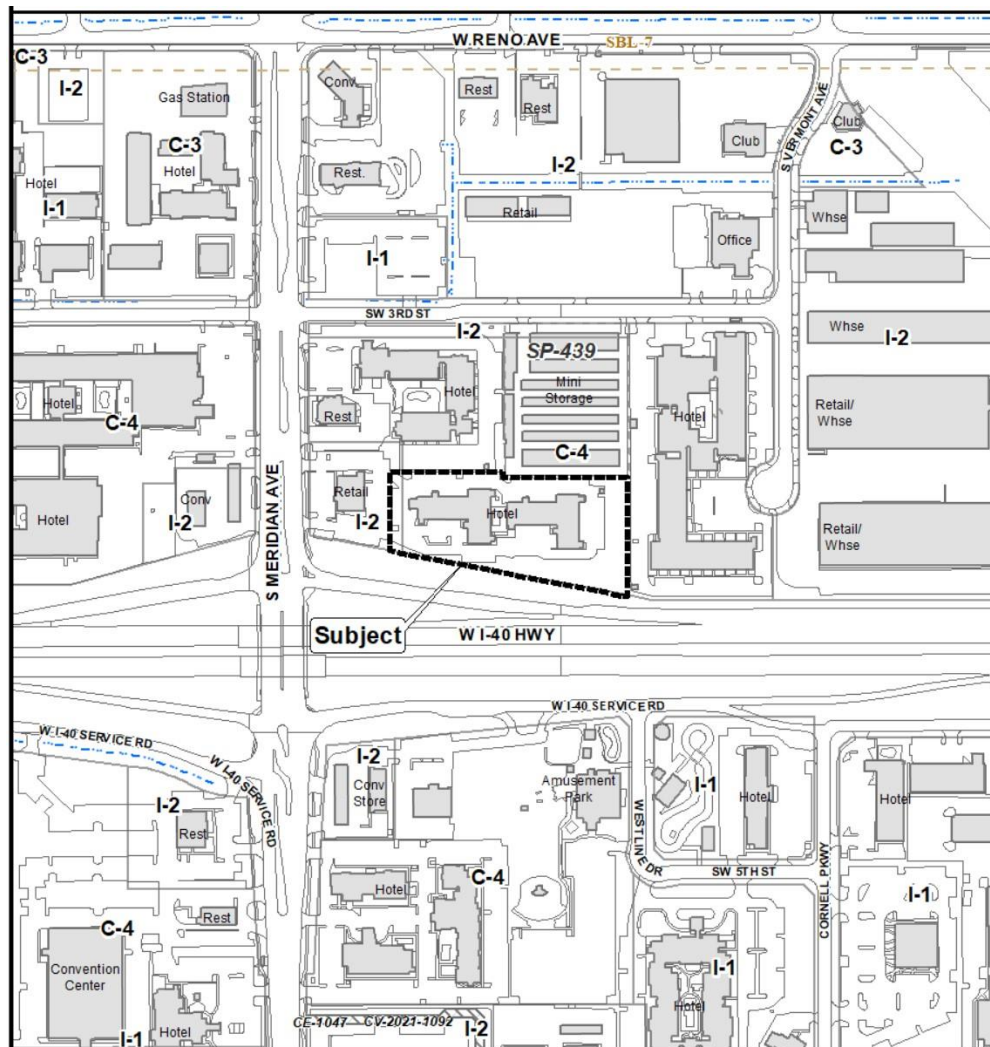 W. RENO AVE
SBL-7
C-3
I-2
Gas Station
Conv
Rest
Rest
Club
Club
C-3
S VERMONT AVE
C-3
Hotel
I-2
Hotel
I-1
Rest.
Retail
Whse
Office
I-1
SW 3RD ST
I-2
SP-439
Whse
I-2
Hotel
Mini
Storage
Hotel
Rest
Hotel
C-4
Retail/
Whse
C-4
S MERIDIAN AVE
Conv
I-2
Hotel
Retail
I-2
Hotel
Retail/
Whse
Subject
W I-40 HWY
W I-40 SERVICE RD
W I-40 SERVICE RD
W I-40 SERVICE RD
I-2
Conv
Store
Amusement
Park
I-1
Hotel
Hotel
I-2
Rest
WESTLINE DR
SW 5TH ST
CORNELL PKWY
Hotel
C-4
I-1
Rest
C-4
Convention
Center
I-1
Hotel
Hotel
I-1
CE-1047
CV-2021-1092
I-2